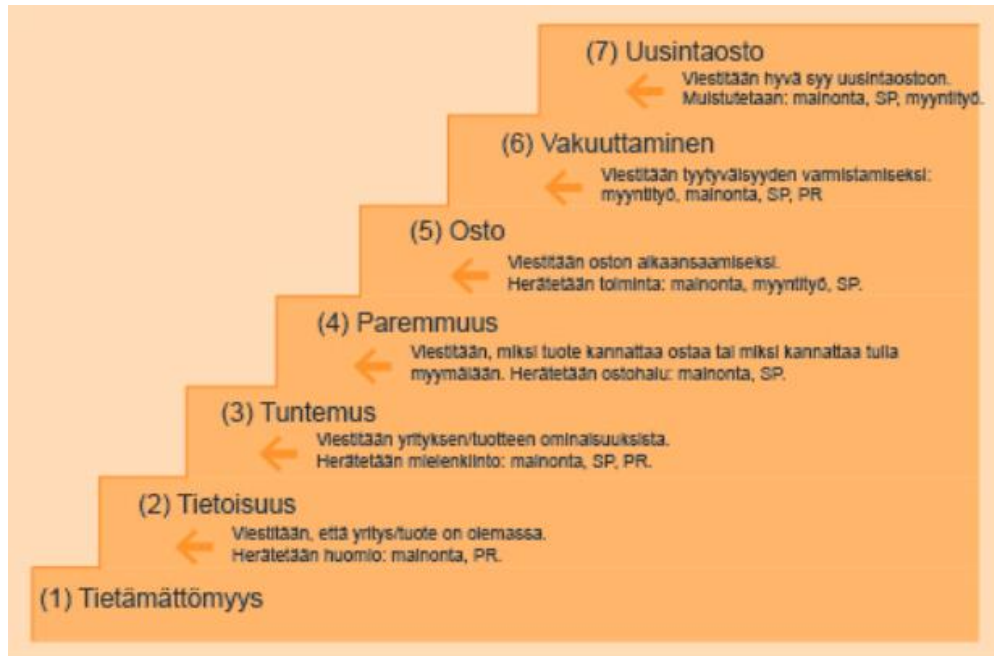 (7) Uusintaosto
Viestitään hyvä syy uusintaostoon.
Muistutetaan: mainonta, SP, myyntityö.
(6) Vakuuttaminen
Viestitään tyytyväisyyden varmistamiseksi:
myyntityö, mainonta, SP, PR
(5) Osto
Viestitään oston aikaansaamiseksi.
Herätetään toiminta: mainonta, myyntityö, SP.
(4) Paremmuus
Viestitään, miksi tuote kannattaa ostaa tai miksi kannattaa tulla
myymälään. Herätetään ostohalu: mainonta, SP.
(3) Tuntemus
Viestitään yrityksen/tuotteen ominaisuuksista.
Herätetään mielenkiinto: mainonta, SP, PR.
(2) Tietoisuus
Viestitään, että yritys/tuote on olemassa.
Herätetään huomio: mainonta, PR.
(1) Tietämättömyys